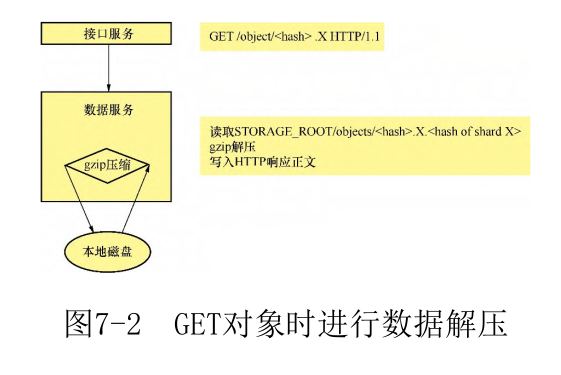 接口服务
GET /object/<hash> .X HTTP/1.1
数据服务
读取STORAGE_ROOT/objects/<hash>.X.<hash of shard X>
gzip解压
写入HTTP响应正文
gzip压缩
本地磁盘
图7-2 GET对象时进行数据解压